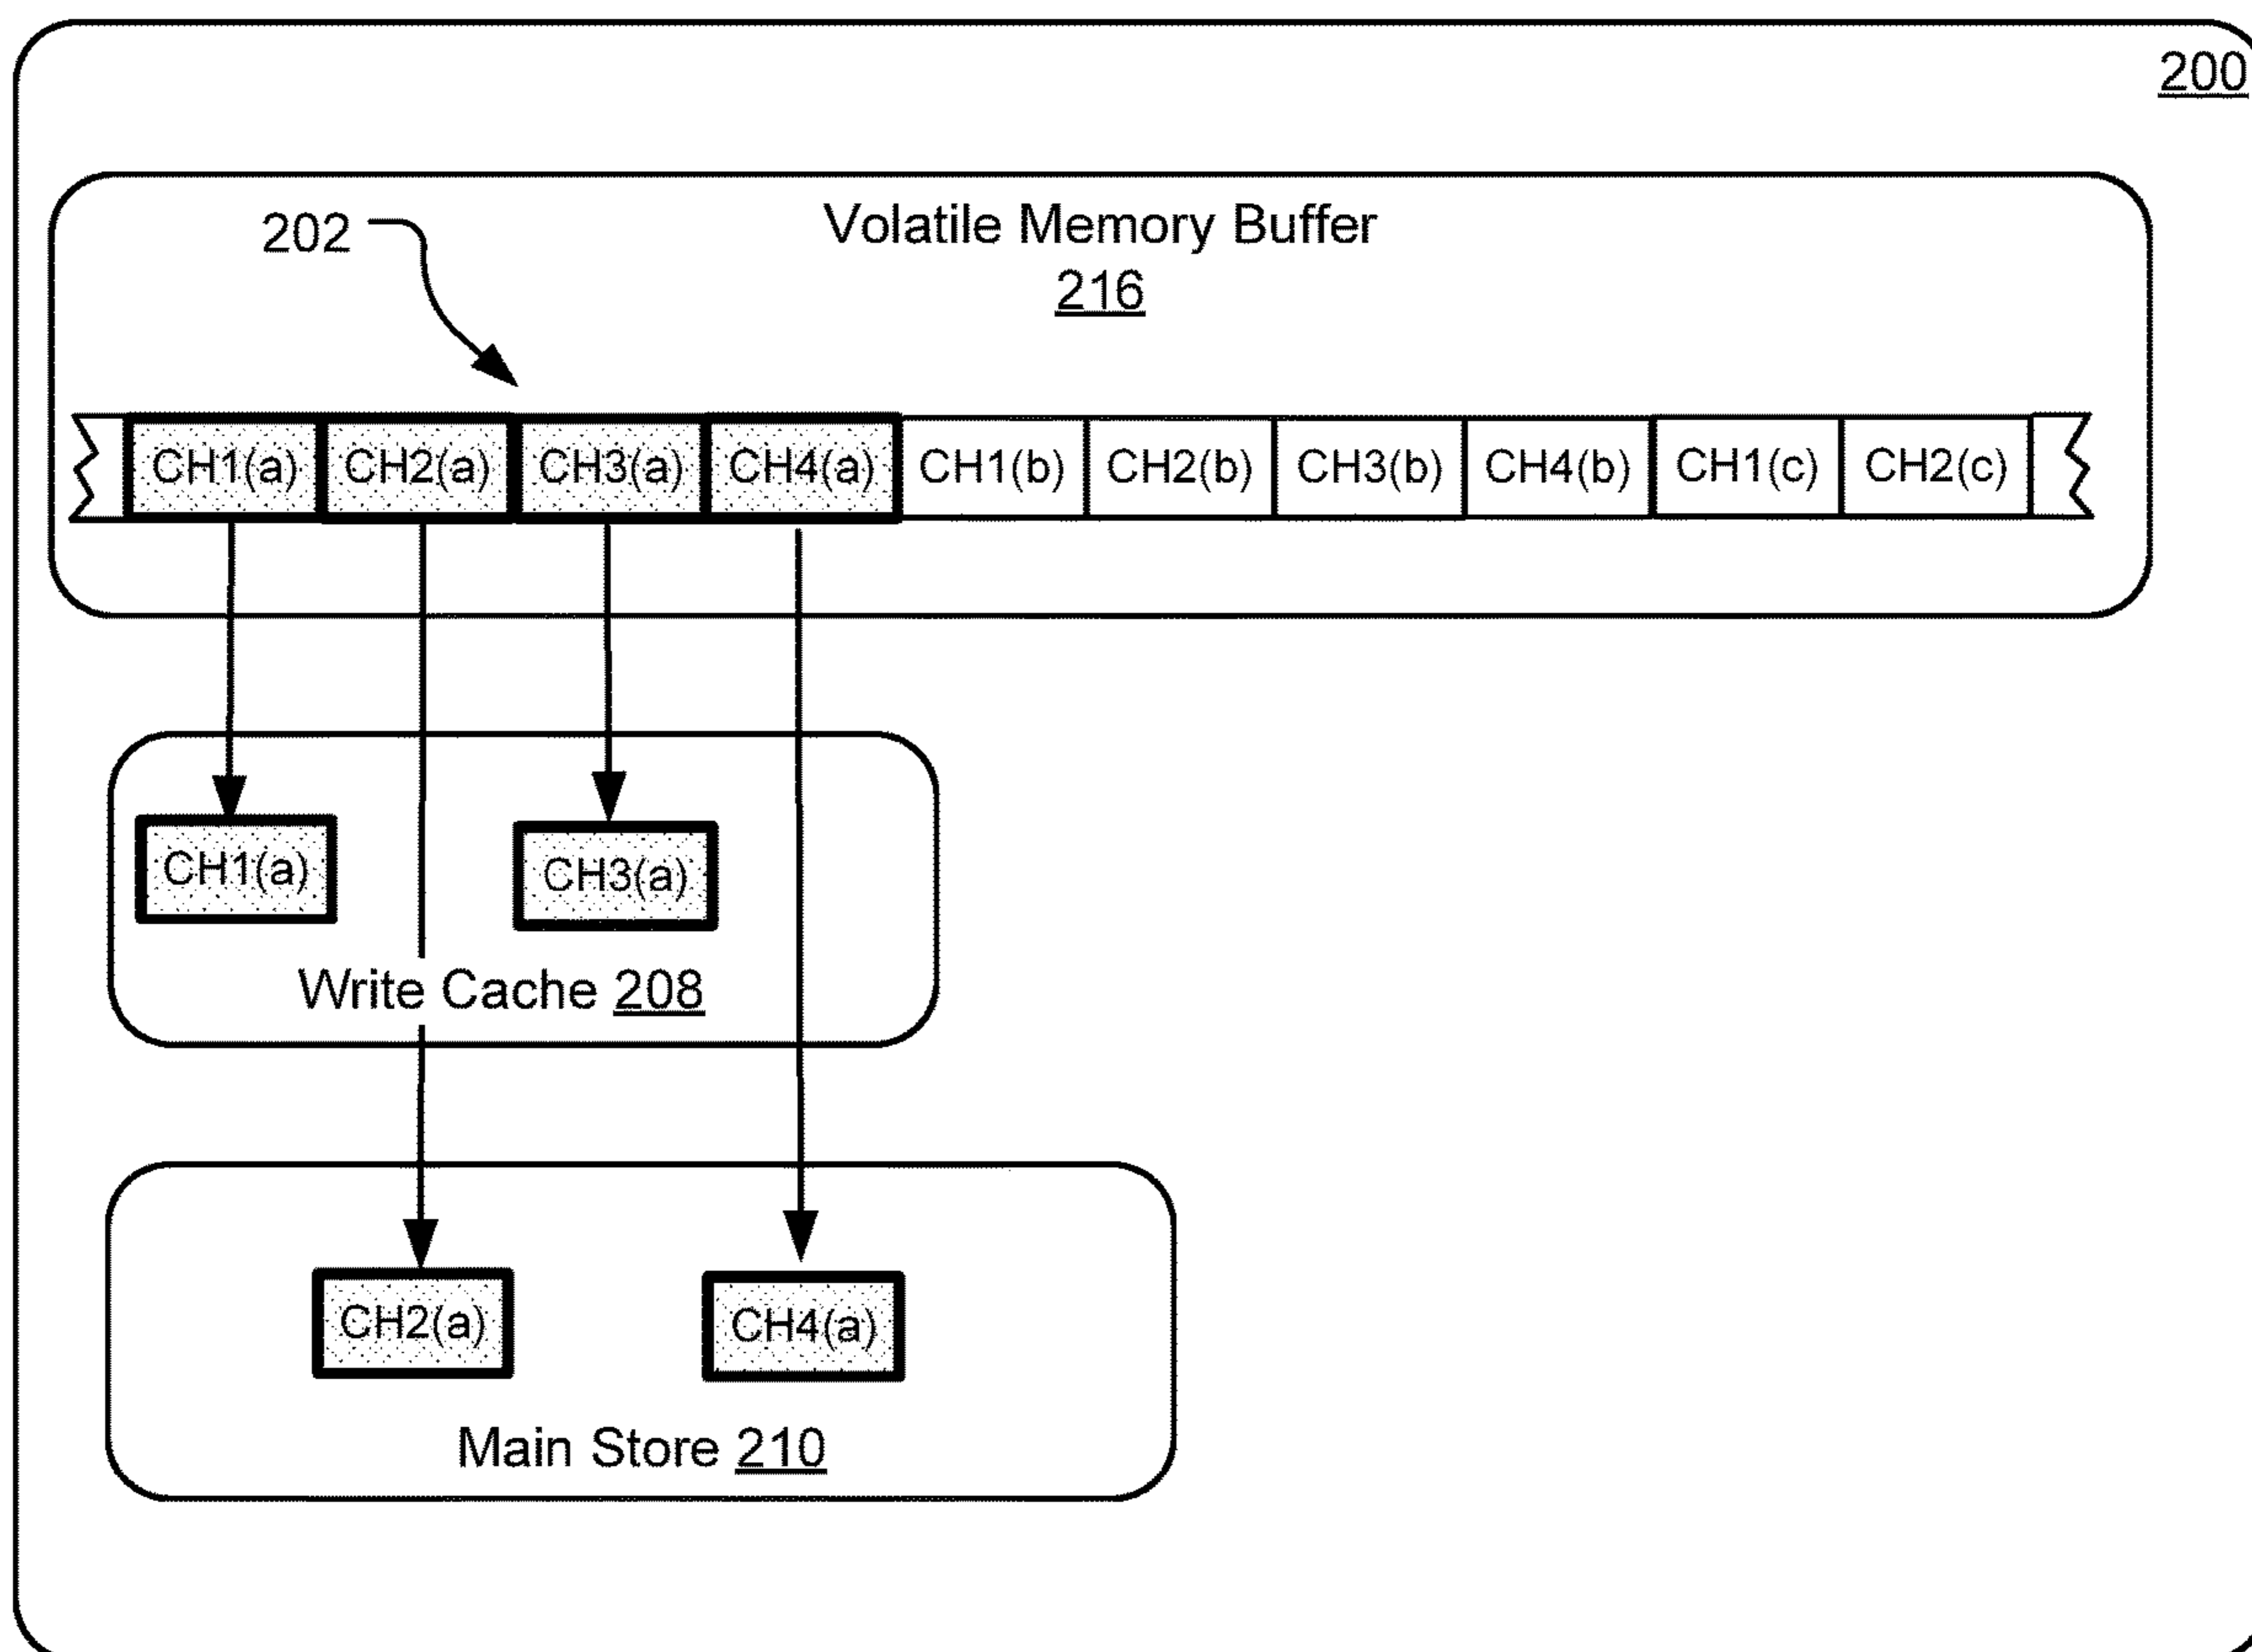 200
202
Volatile Memory Buffer
216
CH1(a) CH2(a) CH3(a) CH4(a) CH1(b) CH2(b) CH3(b) CH4(b) CH1(c) CH2(c)
CH1(a) CH3(a)
Write Cache 208
CH2(a) CH4(a)
Main Store 210